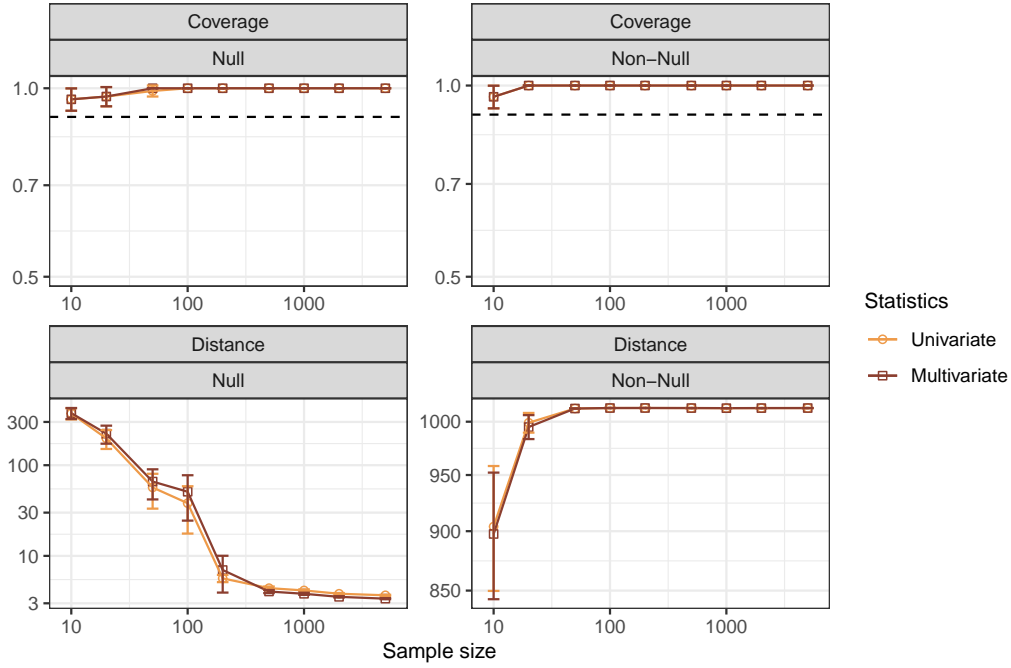 Coverage
Null
1.0
0.7
0.5
10 100 1000
Coverage
Non−Null
1.0
0.7
0.5
10 100 1000
Distance
Null
300
100
30
10
3
10 100 1000
Distance
Non−Null
1000
950
900
850
10 100 1000
Sample size
Statistics
Univariate
Multivariate